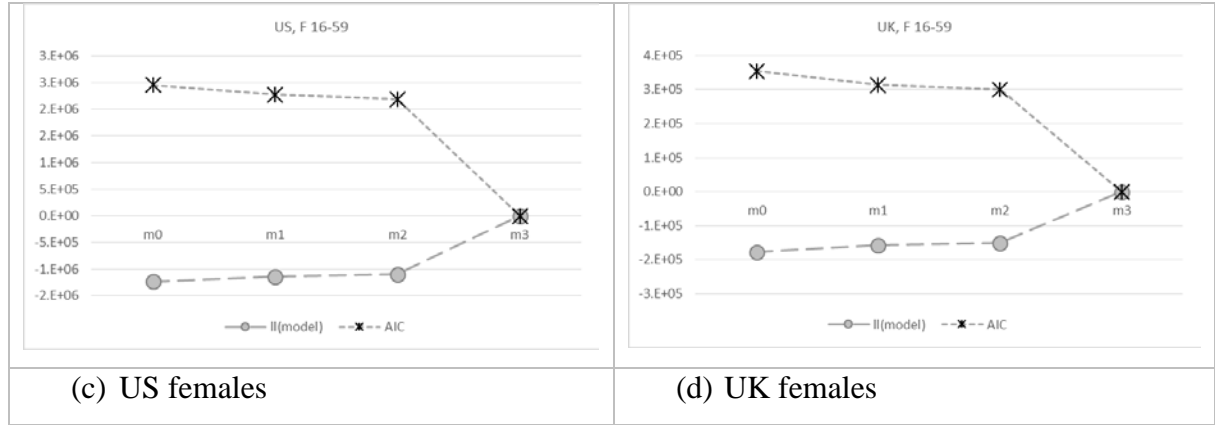 US, F 16-59
3.E+06
3.E+06
2.E+06
2.E+06
1.E+06
5.E+05
0.E+00
-5.E+05
-1.E+06
-2.E+06
m0 m1 m2 m3
ll(model) AIC
UK, F 16-59
4.E+05
3.E+05
2.E+05
1.E+05
0.E+00
-1.E+05
-2.E+05
-3.E+05
m0 m1 m2 m3
ll(model) AIC
(c) US females
(d) UK females